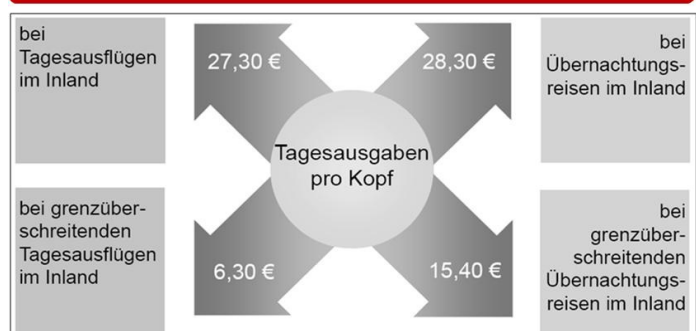 bei
Tagesausflügen
im Inland
27,30 €
28,30 €
bei
Übernachtungs-
reisen im Inland
Tagesausgaben
pro Kopf
bei grenzüber-
schreitenden
Tagesausflügen
im Inland
6,30 €
15,40 €
bei
grenzüber-
schreitenden
Übernachtungs-
reisen im Inland